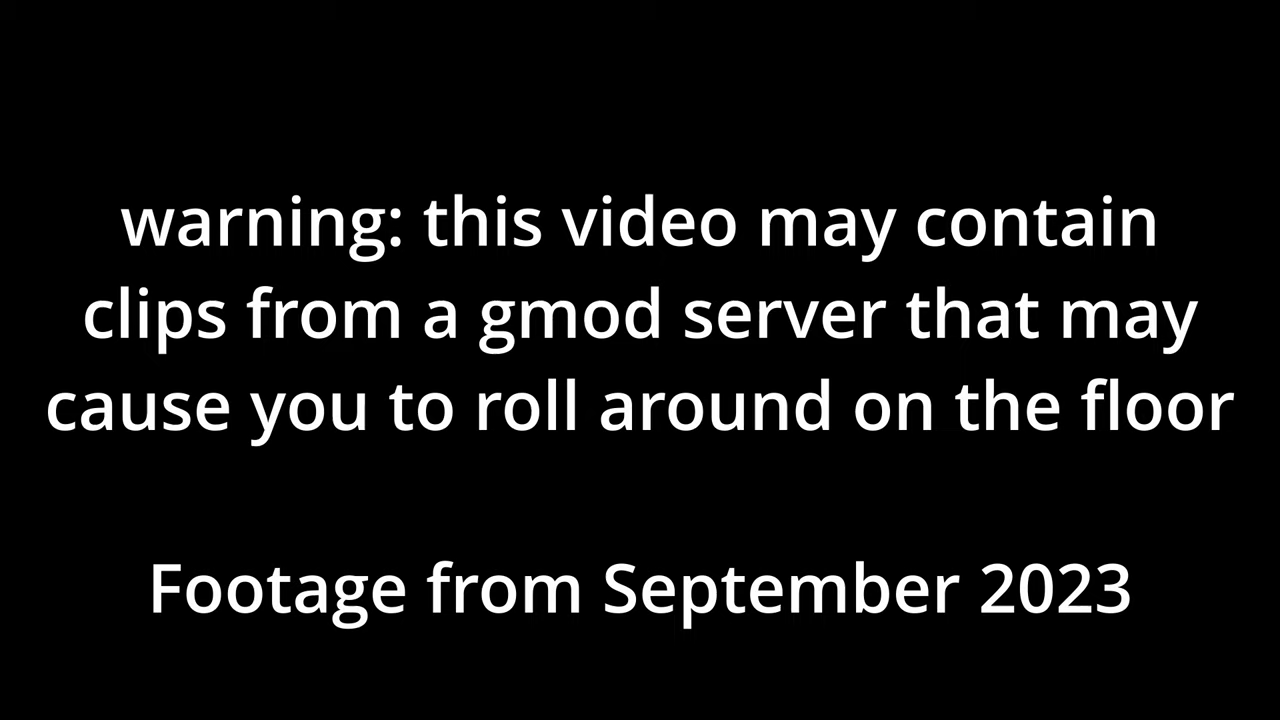 warning: this video may contain
clips from a gmod server that may
cause you to roll around on the floor
Footage from September 2023